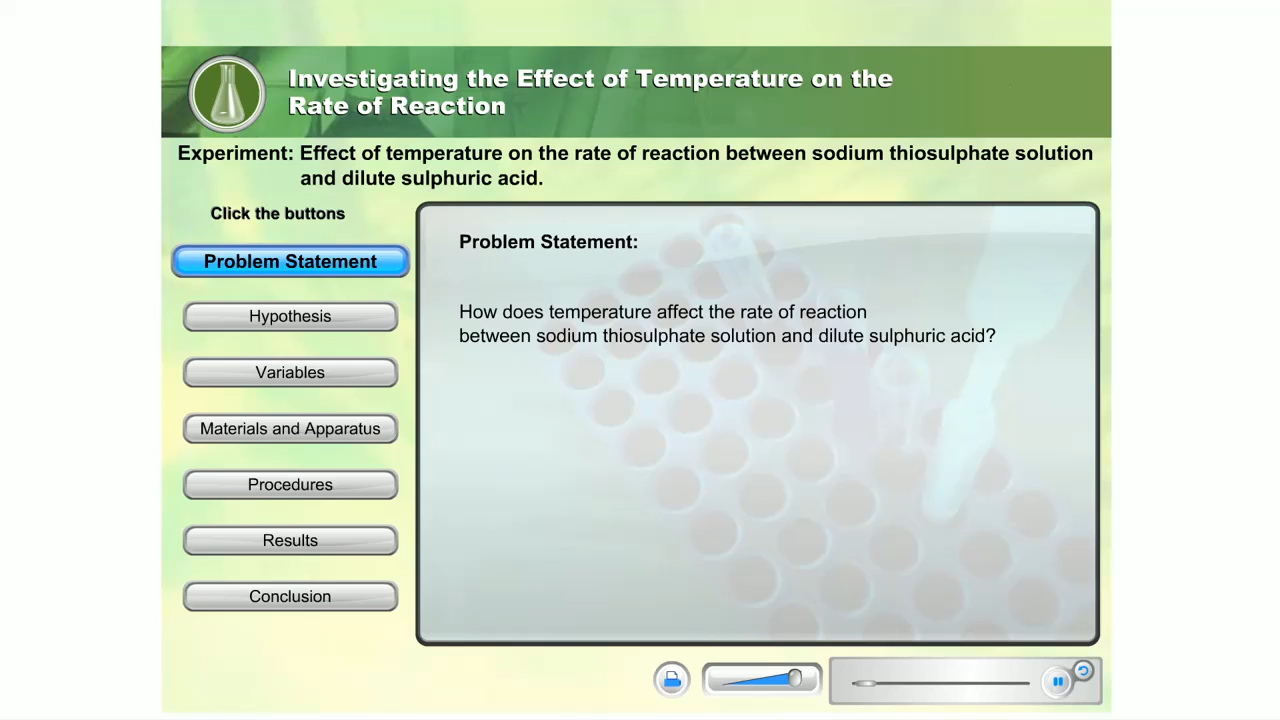 Investigating the Effect of Temperature on the
Rate of Reaction
Experiment: Effect of temperature on the rate of reaction between sodium thiosulphate solution
and dilute sulphuric acid.
Click the buttons
Problem Statement
Hypothesis
Variables
Materials and Apparatus
Procedures
Results
Conclusion
Problem Statement:
How does temperature affect the rate of reaction
between sodium thiosulphate solution and dilute sulphuric acid?